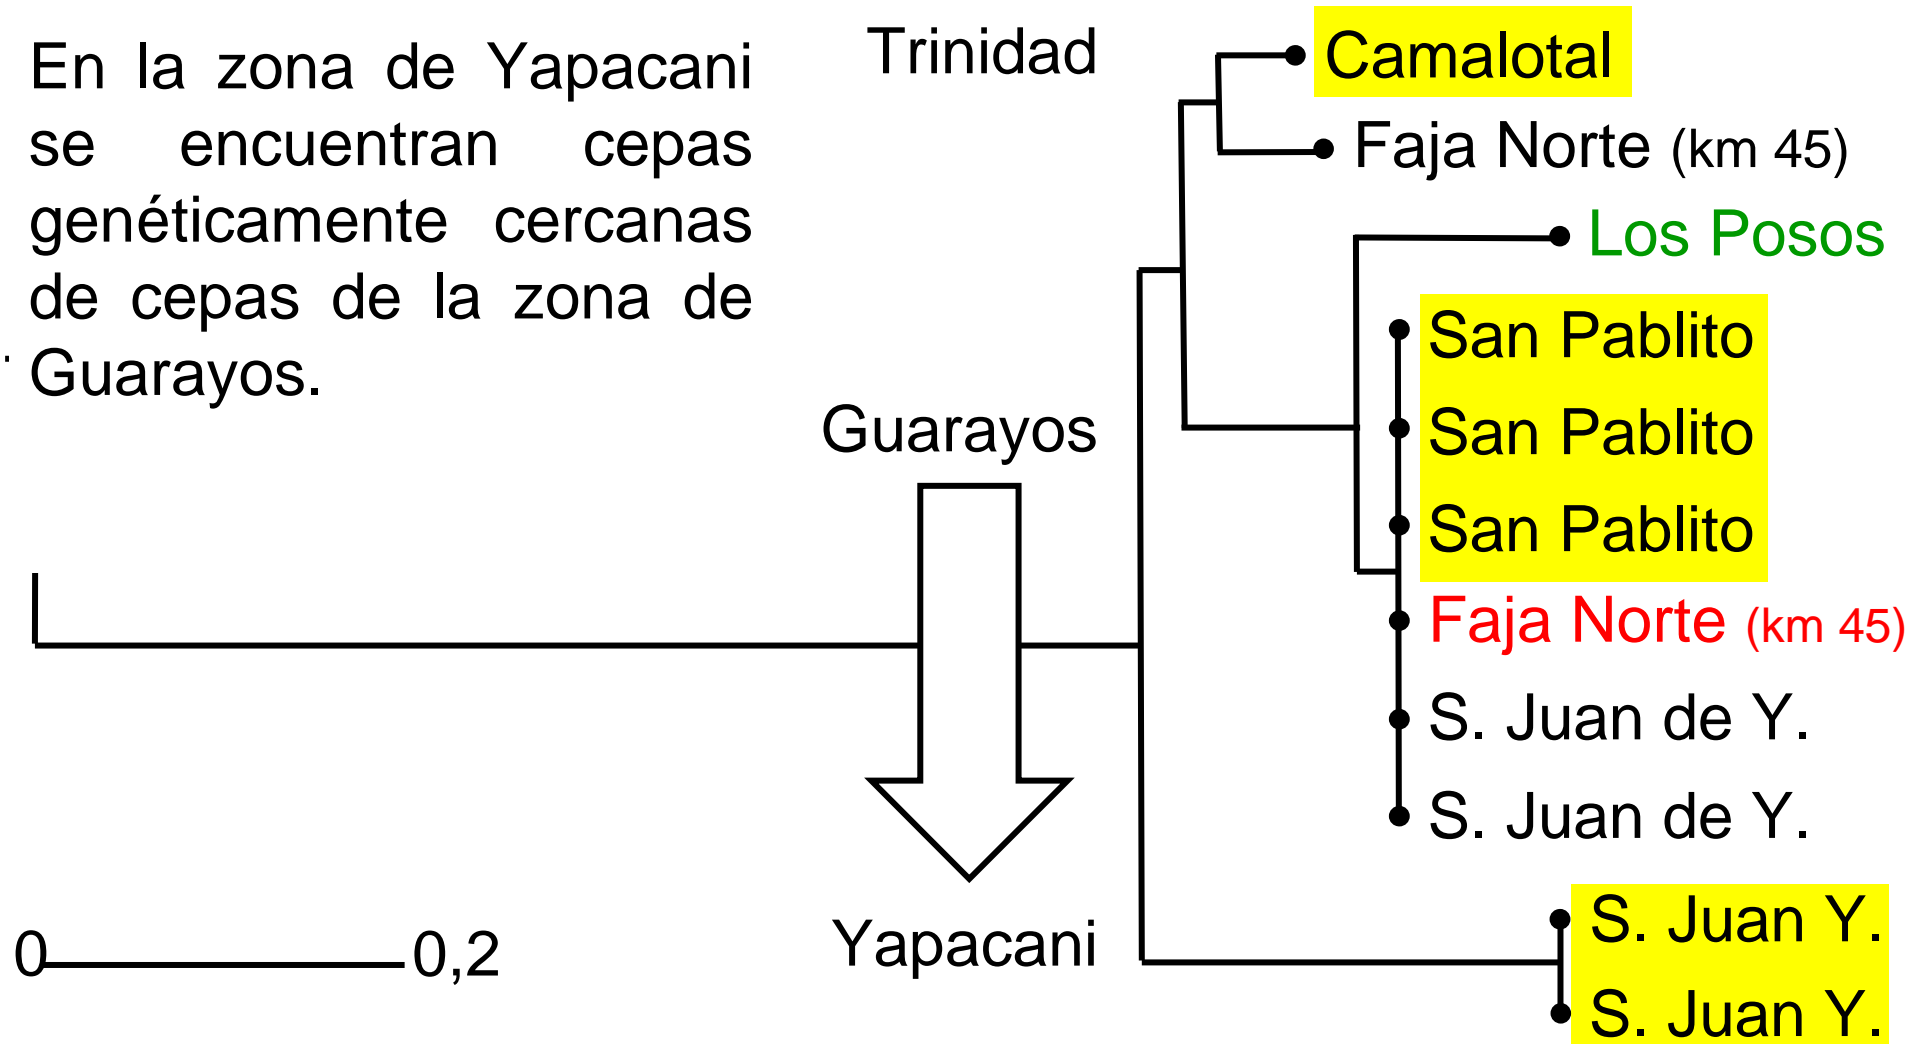 En la zona de Yapacani
se encuentran cepas
genéticamente cercanas
de cepas de la zona de
Guarayos.
Trinidad
Camalotal
Faja Norte (km 45)
Los Posos
San Pablito
Guarayos
San Pablito
San Pablito
Faja Norte (km 45)
S. Juan de Y.
S. Juan de Y.
Yapacani
S. Juan Y.
S. Juan Y.
0 0,2